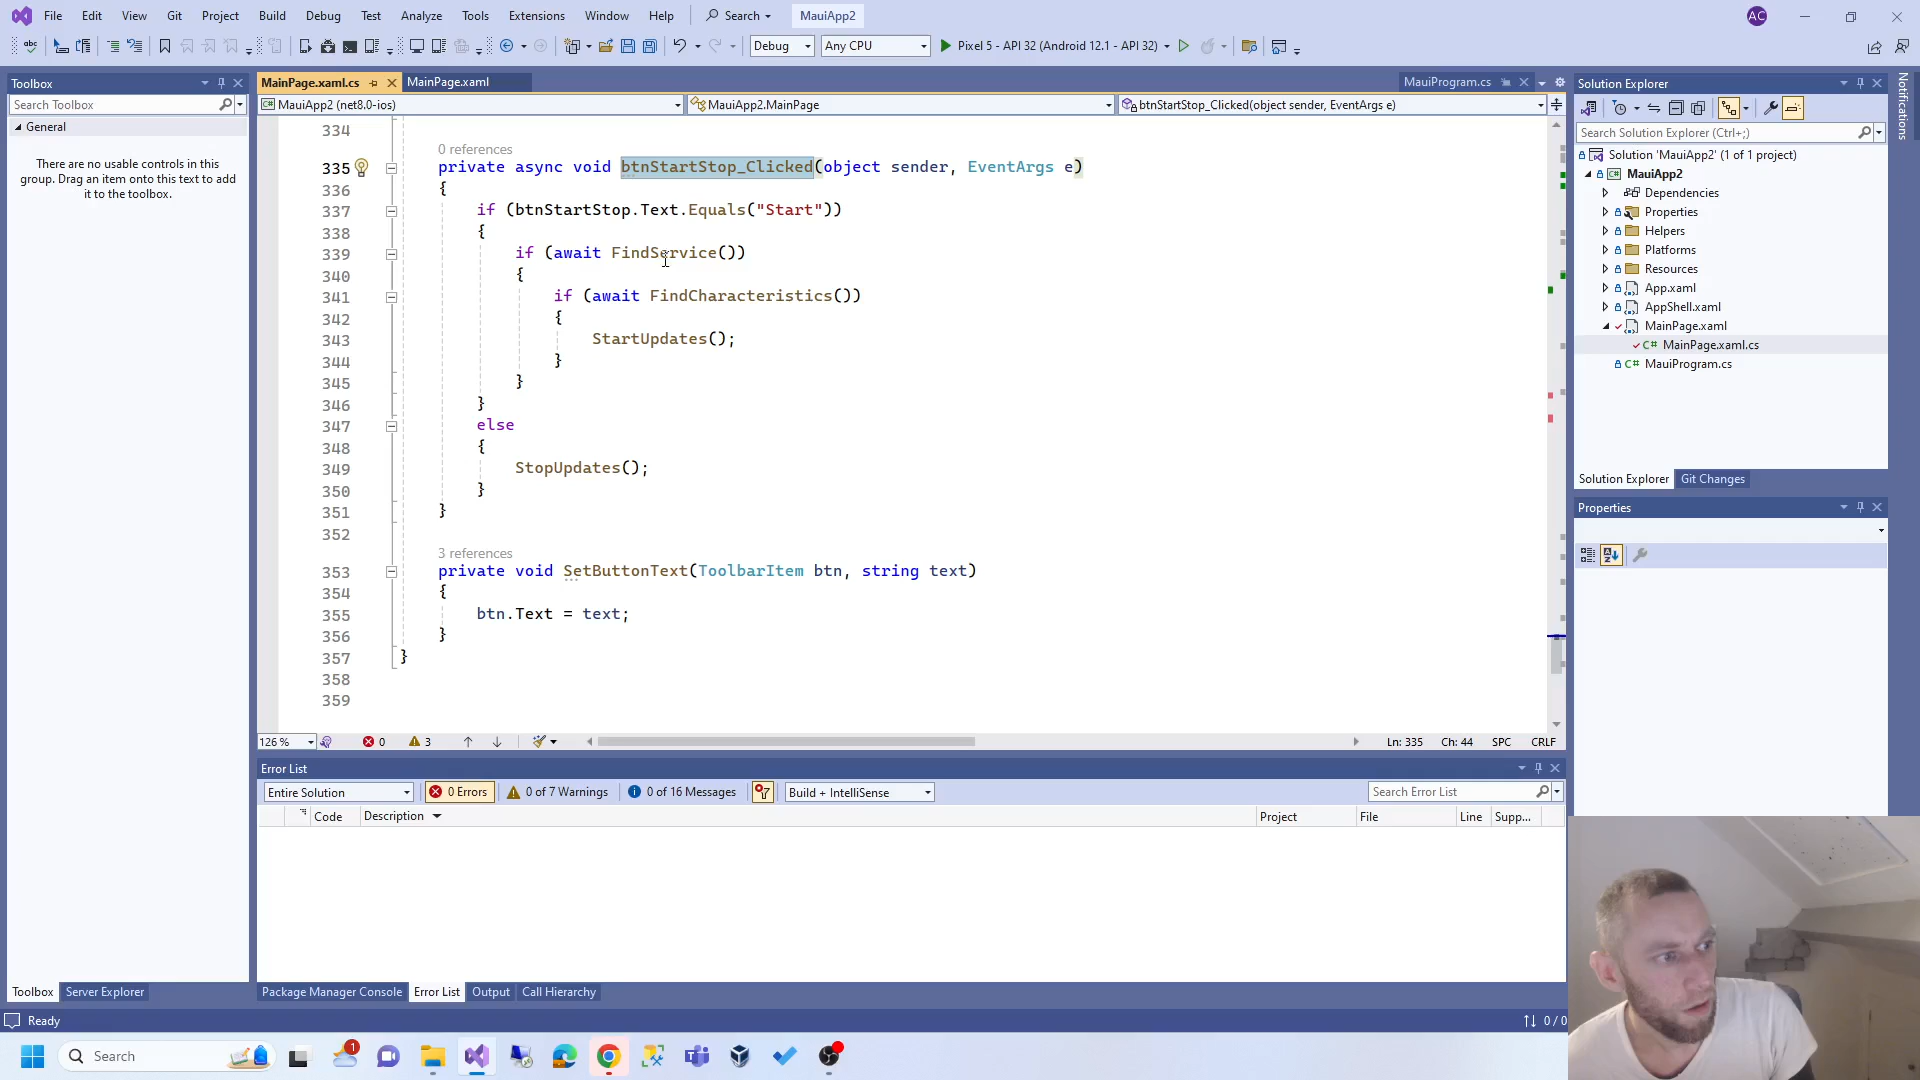 File Edit View Git Project Build Debug Test Analyze Tools Extensions Window Help Search MauiApp2 AC
Debug Any CPU Pixel 5 - API 32 (Android 12.1 - API 32)
Toolbox
Search Toolbox
General
There are no usable controls in this
group. Drag an item onto this text to add
it to the toolbox.
Toolbox Server Explorer
MainPage.xaml.cs MainPage.xaml MauiProgram.cs
MauiApp2 (net8.0-ios) MauiApp2.MainPage btnStartStop_Clicked(object sender, EventArgs e)
334
0 references
335 private async void btnStartStop_Clicked(object sender, EventArgs e)
336 {
337 if (btnStartStop.Text.Equals("Start"))
338 {
339 if (await FindService())
340 {
341 if (await FindCharacteristics())
342 {
343 StartUpdates();
344 }
345 }
346 }
347 else
348 {
349 StopUpdates();
350 }
351 }
352
3 references
353 private void SetButtonText(ToolbarItem btn, string text)
354 {
355 btn.Text = text;
356 }
357 }
358
359
126 % 0 3 Ln: 335 Ch: 44 SPC CRLF
Error List
Entire Solution 0 Errors 0 of 7 Warnings 0 of 16 Messages Build + IntelliSense Search Error List
Code Description Project File Line Supp...
Package Manager Console Error List Output Call Hierarchy
Solution Explorer
Search Solution Explorer (Ctrl+;)
Solution 'MauiApp2' (1 of 1 project)
MauiApp2
Dependencies
Properties
Helpers
Platforms
Resources
App.xaml
AppShell.xaml
MainPage.xaml
C# MainPage.xaml.cs
C# MauiProgram.cs
Solution Explorer Git Changes
Properties
Notifications
Ready 0 / 0
Search 1